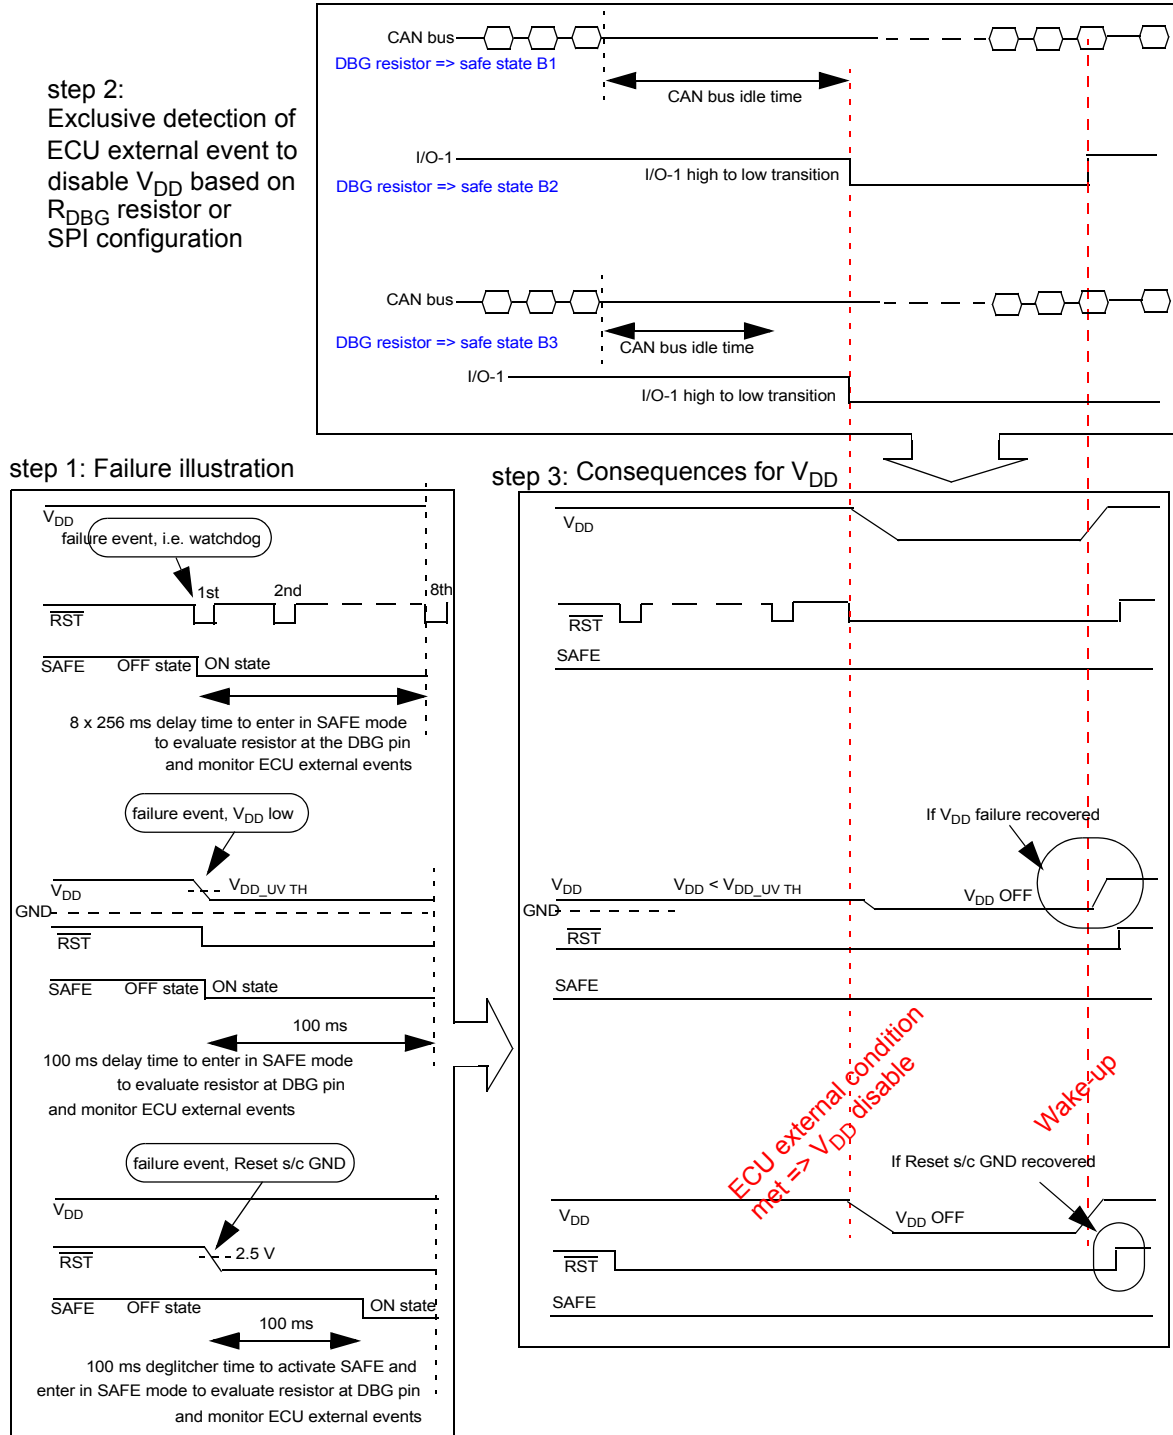 step 2:
Exclusive detection of
ECU external event to
disable VDD based on
RDBG resistor or
SPI configuration
CAN bus
DBG resistor => safe state B1
CAN bus idle time
I/O-1
I/O-1 high to low transition
DBG resistor => safe state B2
CAN bus
DBG resistor => safe state B3
CAN bus idle time
I/O-1
I/O-1 high to low transition
step 1: Failure illustration
VDD
failure event, i.e. watchdog
1st
2nd
8th
RST
SAFE
OFF state
ON state
8 x 256 ms delay time to enter in SAFE mode
to evaluate resistor at the DBG pin
and monitor ECU external events
failure event, VDD low
VDD
VDD_UV TH
GND
RST
SAFE
OFF state
ON state
100 ms
100 ms delay time to enter in SAFE mode
to evaluate resistor at DBG pin
and monitor ECU external events
failure event, Reset s/c GND
VDD
RST
2.5 V
SAFE
OFF state
ON state
100 ms
100 ms deglitcher time to activate SAFE and
enter in SAFE mode to evaluate resistor at DBG pin
and monitor ECU external events
step 3: Consequences for VDD
VDD
RST
SAFE
If VDD failure recovered
VDD
VDD < VDD_UV TH
VDD OFF
GND
RST
SAFE
ECU external condition
met => VDD disable
Wake-up
If Reset s/c GND recovered
VDD
VDD OFF
RST
SAFE